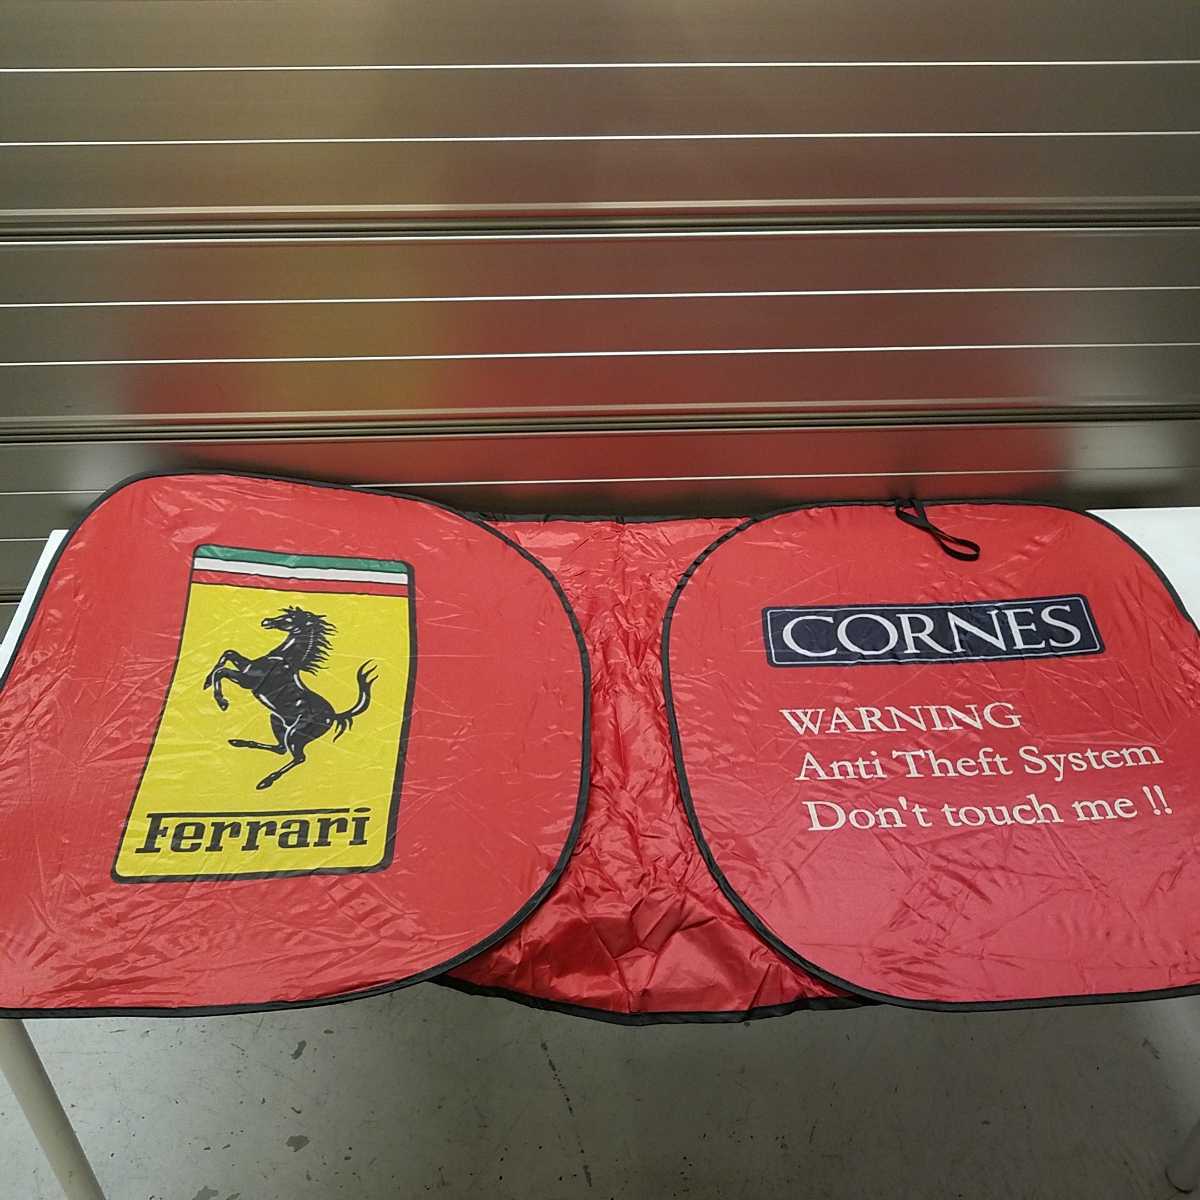 Ferrari
CORNES
WARNING
Anti Theft System
Don't touch me !!